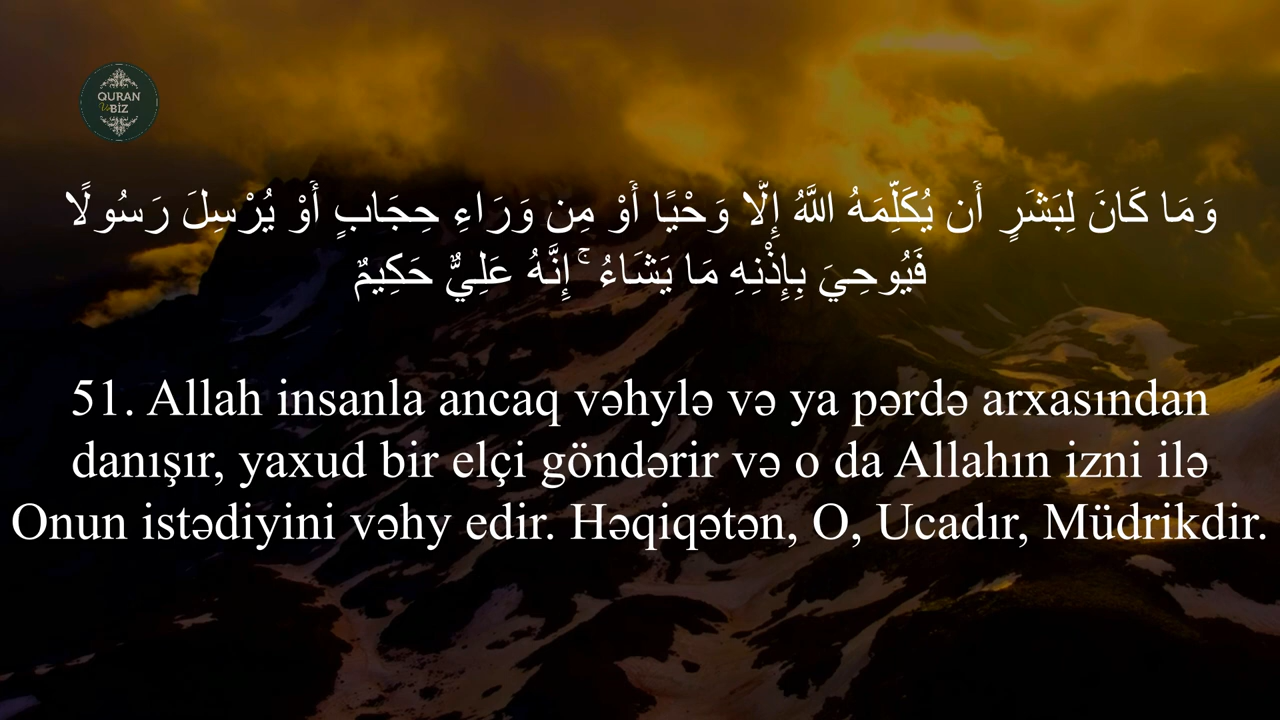 QURAN
Və BİZ
وَمَا كَانَ لِبَشَرٍ أَن يُكَلِّمَهُ اللَّهُ إِلَّا وَحْيًا أَوْ مِن وَرَاءِ حِجَابٍ أَوْ يُرْسِلَ رَسُولًا
فَيُوحِيَ بِإِذْنِهِ مَا يَشَاءُ ۚ إِنَّهُ عَلِيٌّ حَكِيمٌ
51. Allah insanla ancaq vəhylə və ya pərdə arxasından
danışır, yaxud bir elçi göndərir və o da Allahın izni ilə
Onun istədiyini vəhy edir. Həqiqətən, O, Ucadır, Müdrikdir.